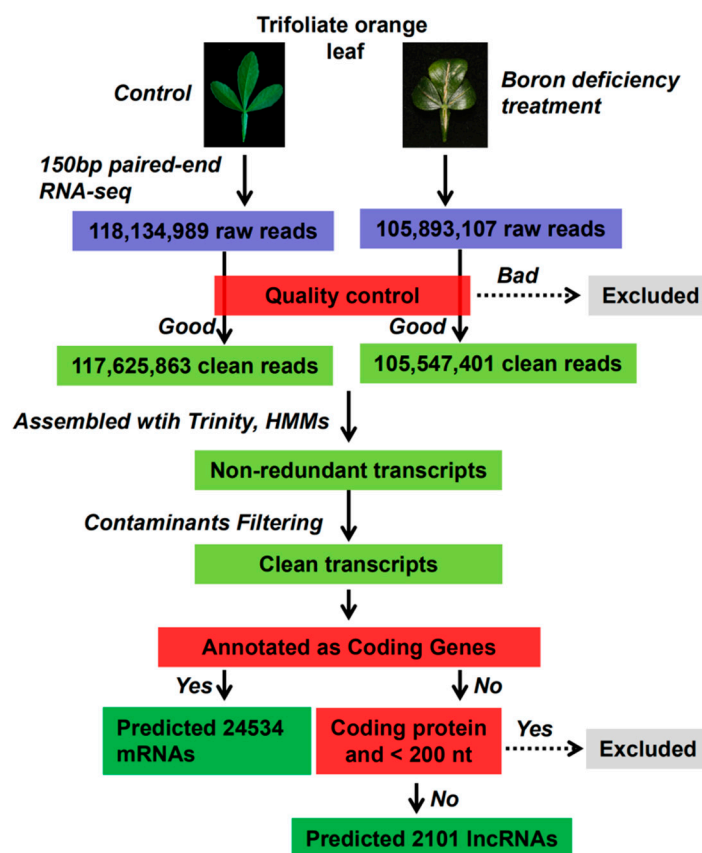 Trifoliate orange
leaf
Control
Boron deficiency
treatment
150bp paired-end
RNA-seq
118,134,989 raw reads
105,893,107 raw reads
Quality control
Bad
Excluded
Good
Good
117,625,863 clean reads
105,547,401 clean reads
Assembled wtih Trinity, HMMs
Non-redundant transcripts
Contaminants Filtering
Clean transcripts
Annotated as Coding Genes
Yes
No
Predicted 24534
mRNAs
Coding protein
and < 200 nt
Yes
Excluded
No
Predicted 2101 lncRNAs